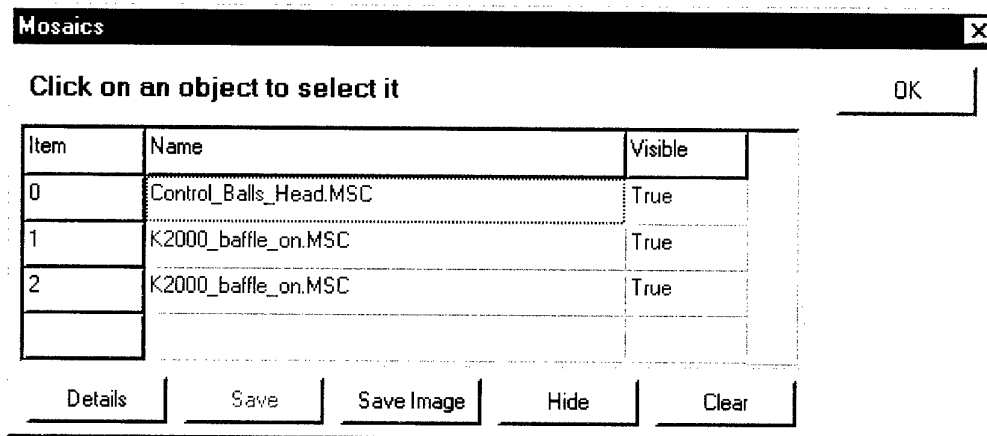 Mosaics
Click on an object to select it
OK
Item Name Visible
0 Control_Balls_Head.MSC True
1 K2000_baffle_on.MSC True
2 K2000_baffle_on.MSC True
Details Save Save Image Hide Clear